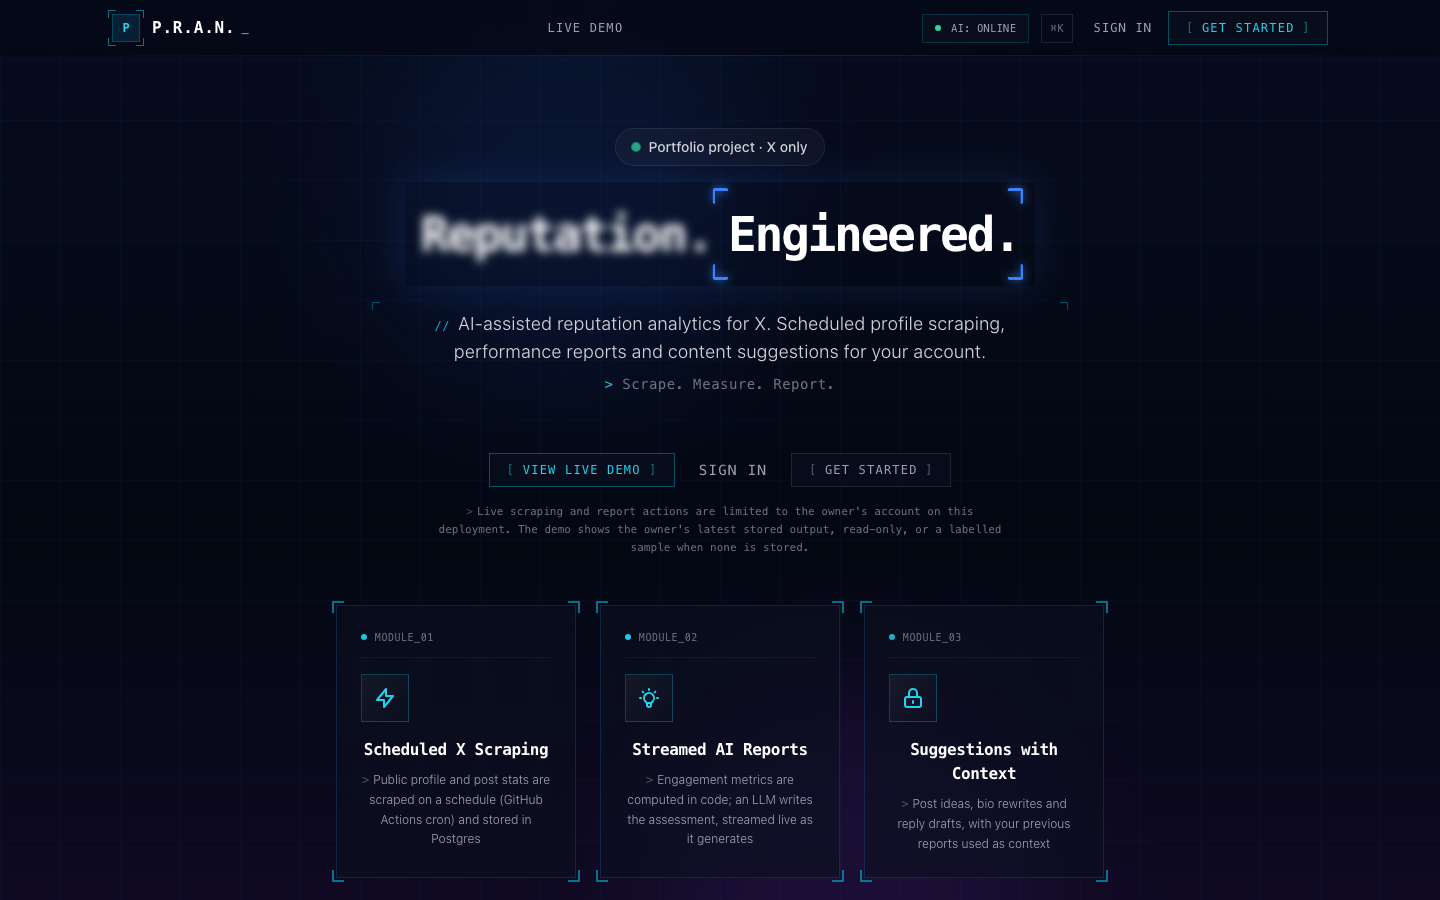 P P.R.A.N. _
LIVE DEMO
AI: ONLINE
⌘K
SIGN IN
[ GET STARTED ]
Portfolio project · X only
Reputation. Engineered.
// AI-assisted reputation analytics for X. Scheduled profile scraping,
performance reports and content suggestions for your account.
> Scrape. Measure. Report.
[ VIEW LIVE DEMO ]
SIGN IN
[ GET STARTED ]
> Live scraping and report actions are limited to the owner's account on this
deployment. The demo shows the owner's latest stored output, read-only, or a labelled
sample when none is stored.
MODULE_01
Scheduled X Scraping
> Public profile and post stats are
scraped on a schedule (GitHub
Actions cron) and stored in
Postgres
MODULE_02
Streamed AI Reports
> Engagement metrics are
computed in code; an LLM writes
the assessment, streamed live as
it generates
MODULE_03
Suggestions with
Context
> Post ideas, bio rewrites and
reply drafts, with your previous
reports used as context